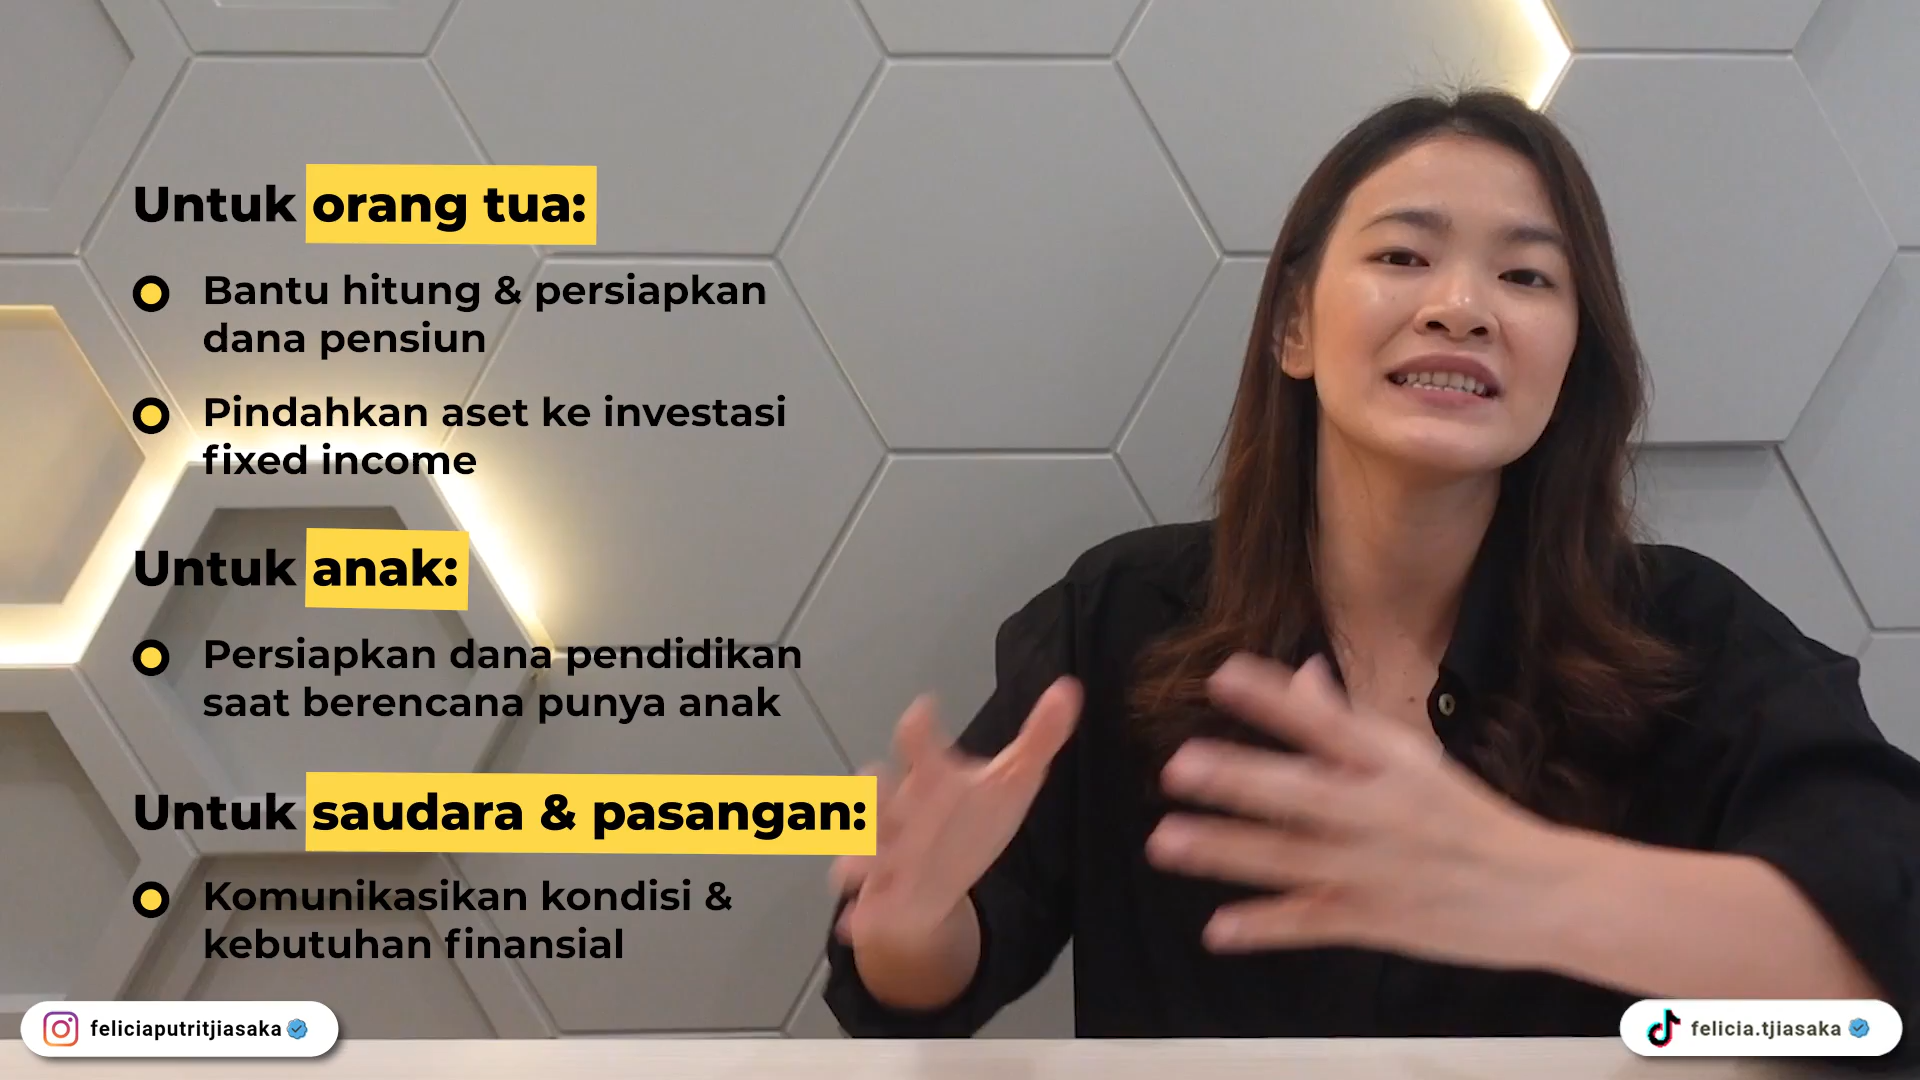 Untuk orang tua:
Bantu hitung & persiapkan
dana pensiun
Pindahkan aset ke investasi
fixed income
Untuk anak:
Persiapkan dana pendidikan
saat berencana punya anak
Untuk saudara & pasangan:
Komunikasikan kondisi &
kebutuhan finansial
feliciaputritjiasaka
felicia.tjiasaka